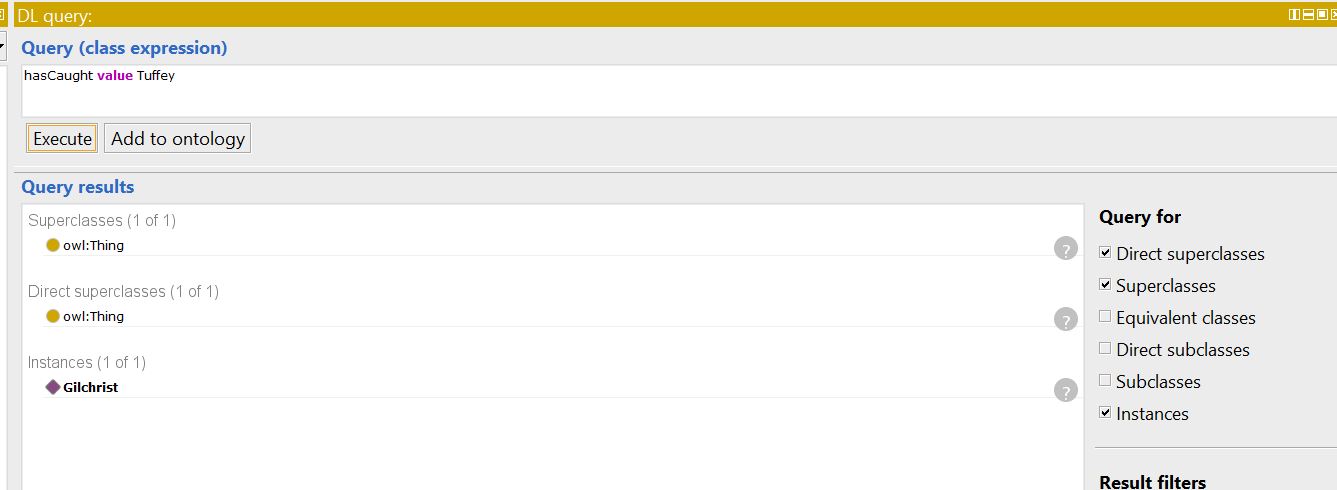 DL query:
Query (class expression)
hasCaught value Tuffey
Execute
Add to ontology
Query results
Superclasses (1 of 1)
owl:Thing
?
Direct superclasses (1 of 1)
owl:Thing
?
Instances (1 of 1)
Gilchrist
?
Query for
Direct superclasses
Superclasses
Equivalent classes
Direct subclasses
Subclasses
Instances
Result filters